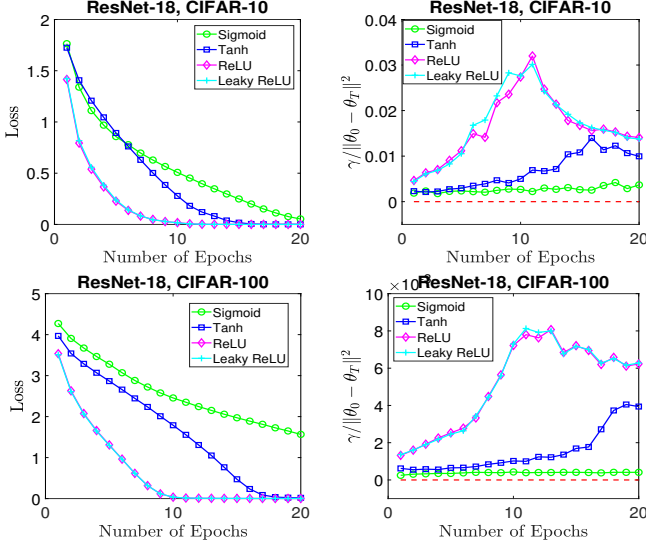 ResNet-18, CIFAR-10
2
1.5
1
0.5
0
Loss
Sigmoid
Tanh
ReLU
Leaky ReLU
0 10 20
Number of Epochs
ResNet-18, CIFAR-10
0.04
0.03
0.02
0.01
0
γ/‖θ₀ − θ_T‖²
Sigmoid
Tanh
ReLU
Leaky ReLU
0 10 20
Number of Epochs
ResNet-18, CIFAR-100
5
4
3
2
1
0
Loss
Sigmoid
Tanh
ReLU
Leaky ReLU
0 10 20
Number of Epochs
ResNet-18, CIFAR-100
10
8
6
4
2
0
γ/‖θ₀ − θ_T‖²
Sigmoid
Tanh
ReLU
Leaky ReLU
0 10 20
Number of Epochs